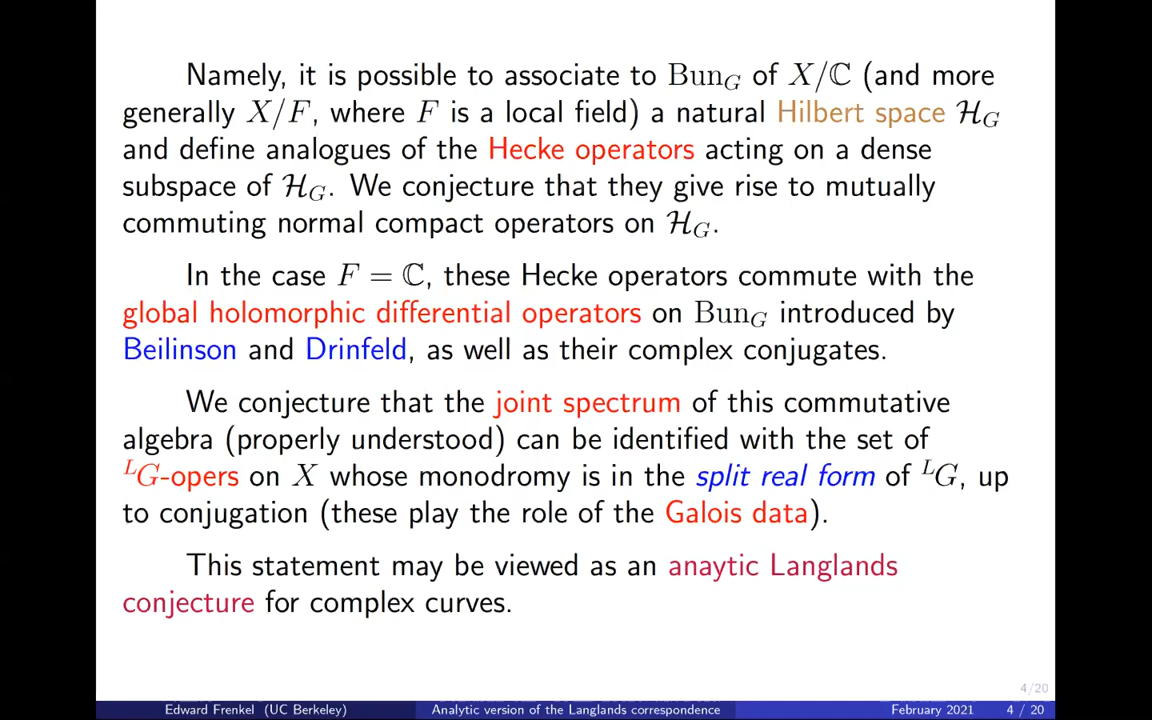 Namely, it is possible to associate to Bun_G of X/ℂ (and more
generally X/F, where F is a local field) a natural Hilbert space ℋ_G
and define analogues of the Hecke operators acting on a dense
subspace of ℋ_G. We conjecture that they give rise to mutually
commuting normal compact operators on ℋ_G.
In the case F = ℂ, these Hecke operators commute with the
global holomorphic differential operators on Bun_G introduced by
Beilinson and Drinfeld, as well as their complex conjugates.
We conjecture that the joint spectrum of this commutative
algebra (properly understood) can be identified with the set of
^LG-opers on X whose monodromy is in the split real form of ^LG, up
to conjugation (these play the role of the Galois data).
This statement may be viewed as an anaytic Langlands
conjecture for complex curves.
4/20
Edward Frenkel (UC Berkeley) Analytic version of the Langlands correspondence February 2021 4 / 20